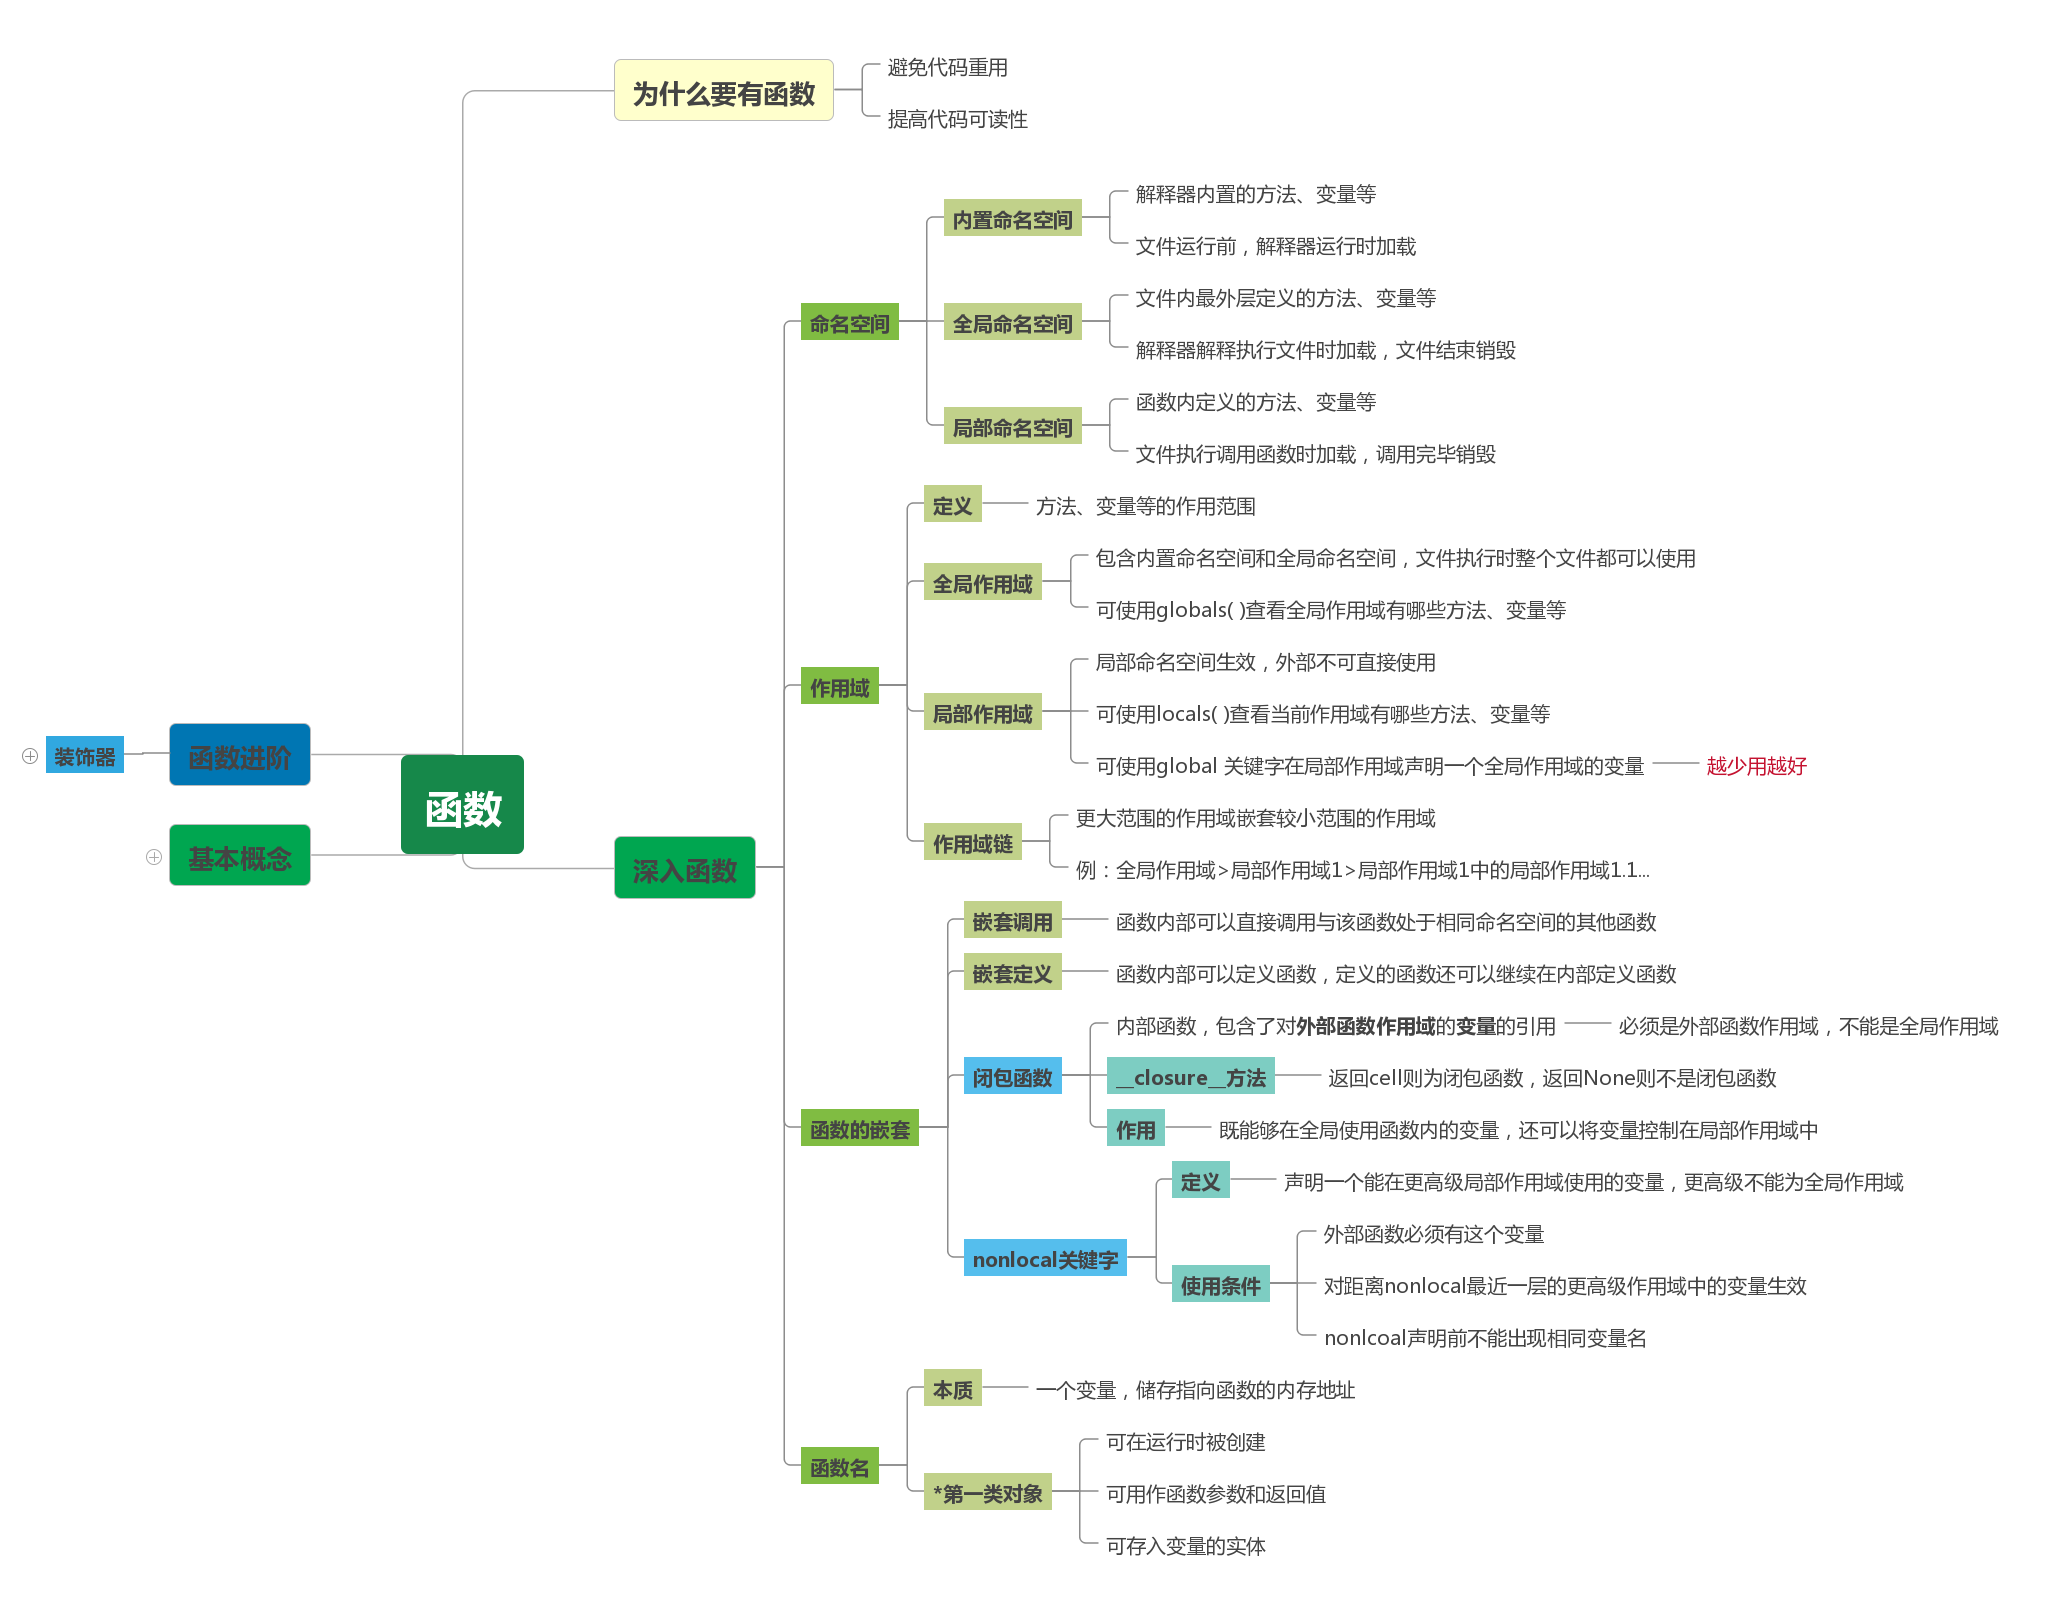 函数
为什么要有函数
避免代码重用
提高代码可读性
深入函数
命名空间
内置命名空间
解释器内置的方法、变量等
文件运行前，解释器运行时加载
全局命名空间
文件内最外层定义的方法、变量等
解释器解释执行文件时加载，文件结束销毁
局部命名空间
函数内定义的方法、变量等
文件执行调用函数时加载，调用完毕销毁
作用域
定义
方法、变量等的作用范围
全局作用域
包含内置命名空间和全局命名空间，文件执行时整个文件都可以使用
可使用globals( )查看全局作用域有哪些方法、变量等
局部作用域
局部命名空间生效，外部不可直接使用
可使用locals( )查看当前作用域有哪些方法、变量等
可使用global 关键字在局部作用域声明一个全局作用域的变量
越少用越好
作用域链
更大范围的作用域嵌套较小范围的作用域
例：全局作用域>局部作用域1>局部作用域1中的局部作用域1.1...
函数的嵌套
嵌套调用
函数内部可以直接调用与该函数处于相同命名空间的其他函数
嵌套定义
函数内部可以定义函数，定义的函数还可以继续在内部定义函数
闭包函数
内部函数，包含了对外部函数作用域的变量的引用
必须是外部函数作用域，不能是全局作用域
__closure__方法
返回cell则为闭包函数，返回None则不是闭包函数
作用
既能够在全局使用函数内的变量，还可以将变量控制在局部作用域中
nonlocal关键字
定义
声明一个能在更高级局部作用域使用的变量，更高级不能为全局作用域
使用条件
外部函数必须有这个变量
对距离nonlocal最近一层的更高级作用域中的变量生效
nonlcoal声明前不能出现相同变量名
函数名
本质
一个变量，储存指向函数的内存地址
*第一类对象
可在运行时被创建
可用作函数参数和返回值
可存入变量的实体
函数进阶
装饰器
基本概念